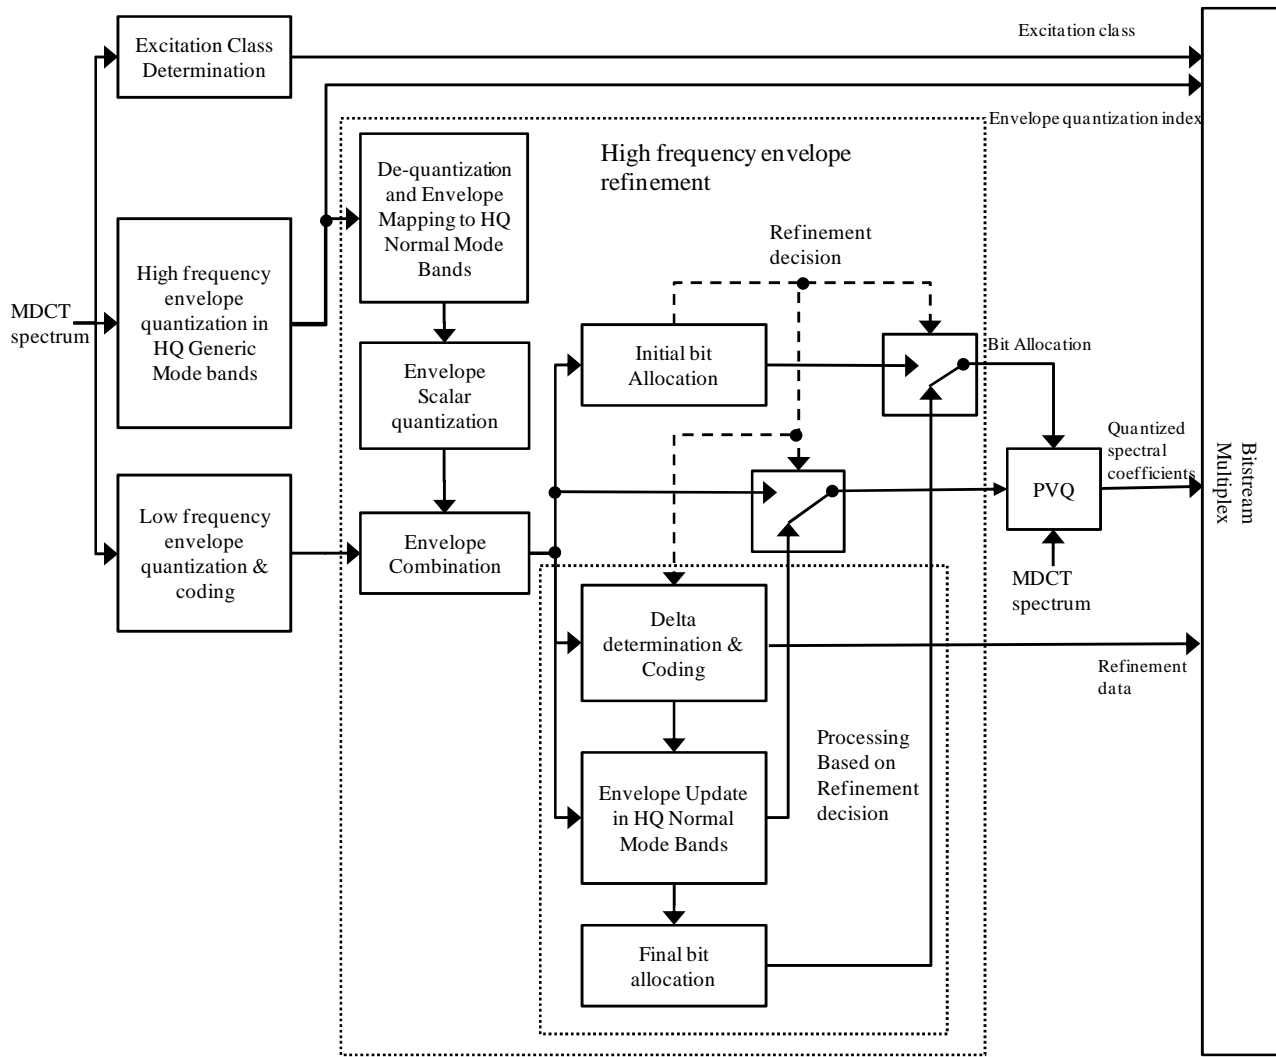 Excitation Class
Determination
Excitation class
Envelope quantization index
High frequency envelope
refinement
De-quantization
and Envelope
Mapping to HQ
Normal Mode
Bands
Refinement
decision
High frequency
envelope
quantization in
HQ Generic
Mode bands
MDCT
spectrum
Initial bit
Allocation
Bit Allocation
Envelope
Scalar
quantization
Quantized
spectral
coefficients
Bitstream
Multiplex
PVQ
Low frequency
envelope
quantization &
coding
Envelope
Combination
MDCT
spectrum
Delta
determination &
Coding
Refinement
data
Processing
Based on
Refinement
decision
Envelope Update
in HQ Normal
Mode Bands
Final bit
allocation